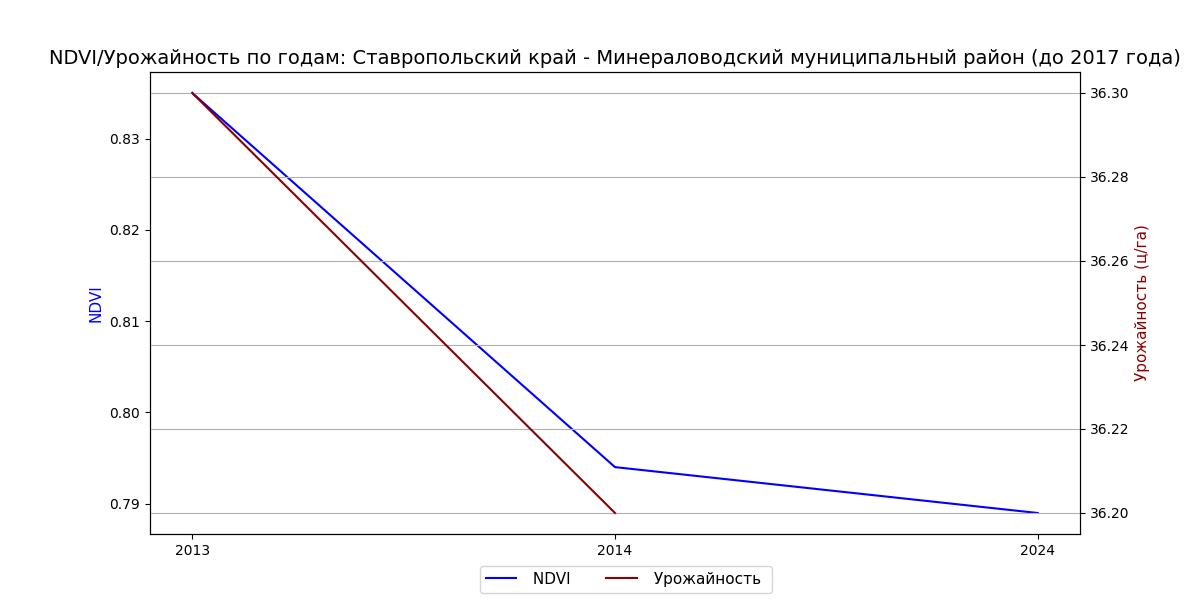 NDVI/Урожайность по годам: Ставропольский край - Минераловодский муниципальный район (до 2017 года)
0.83
0.82
0.81
0.80
0.79
NDVI
36.30
36.28
36.26
36.24
36.22
36.20
Урожайность (ц/га)
2013 2014 2024
NDVI Урожайность